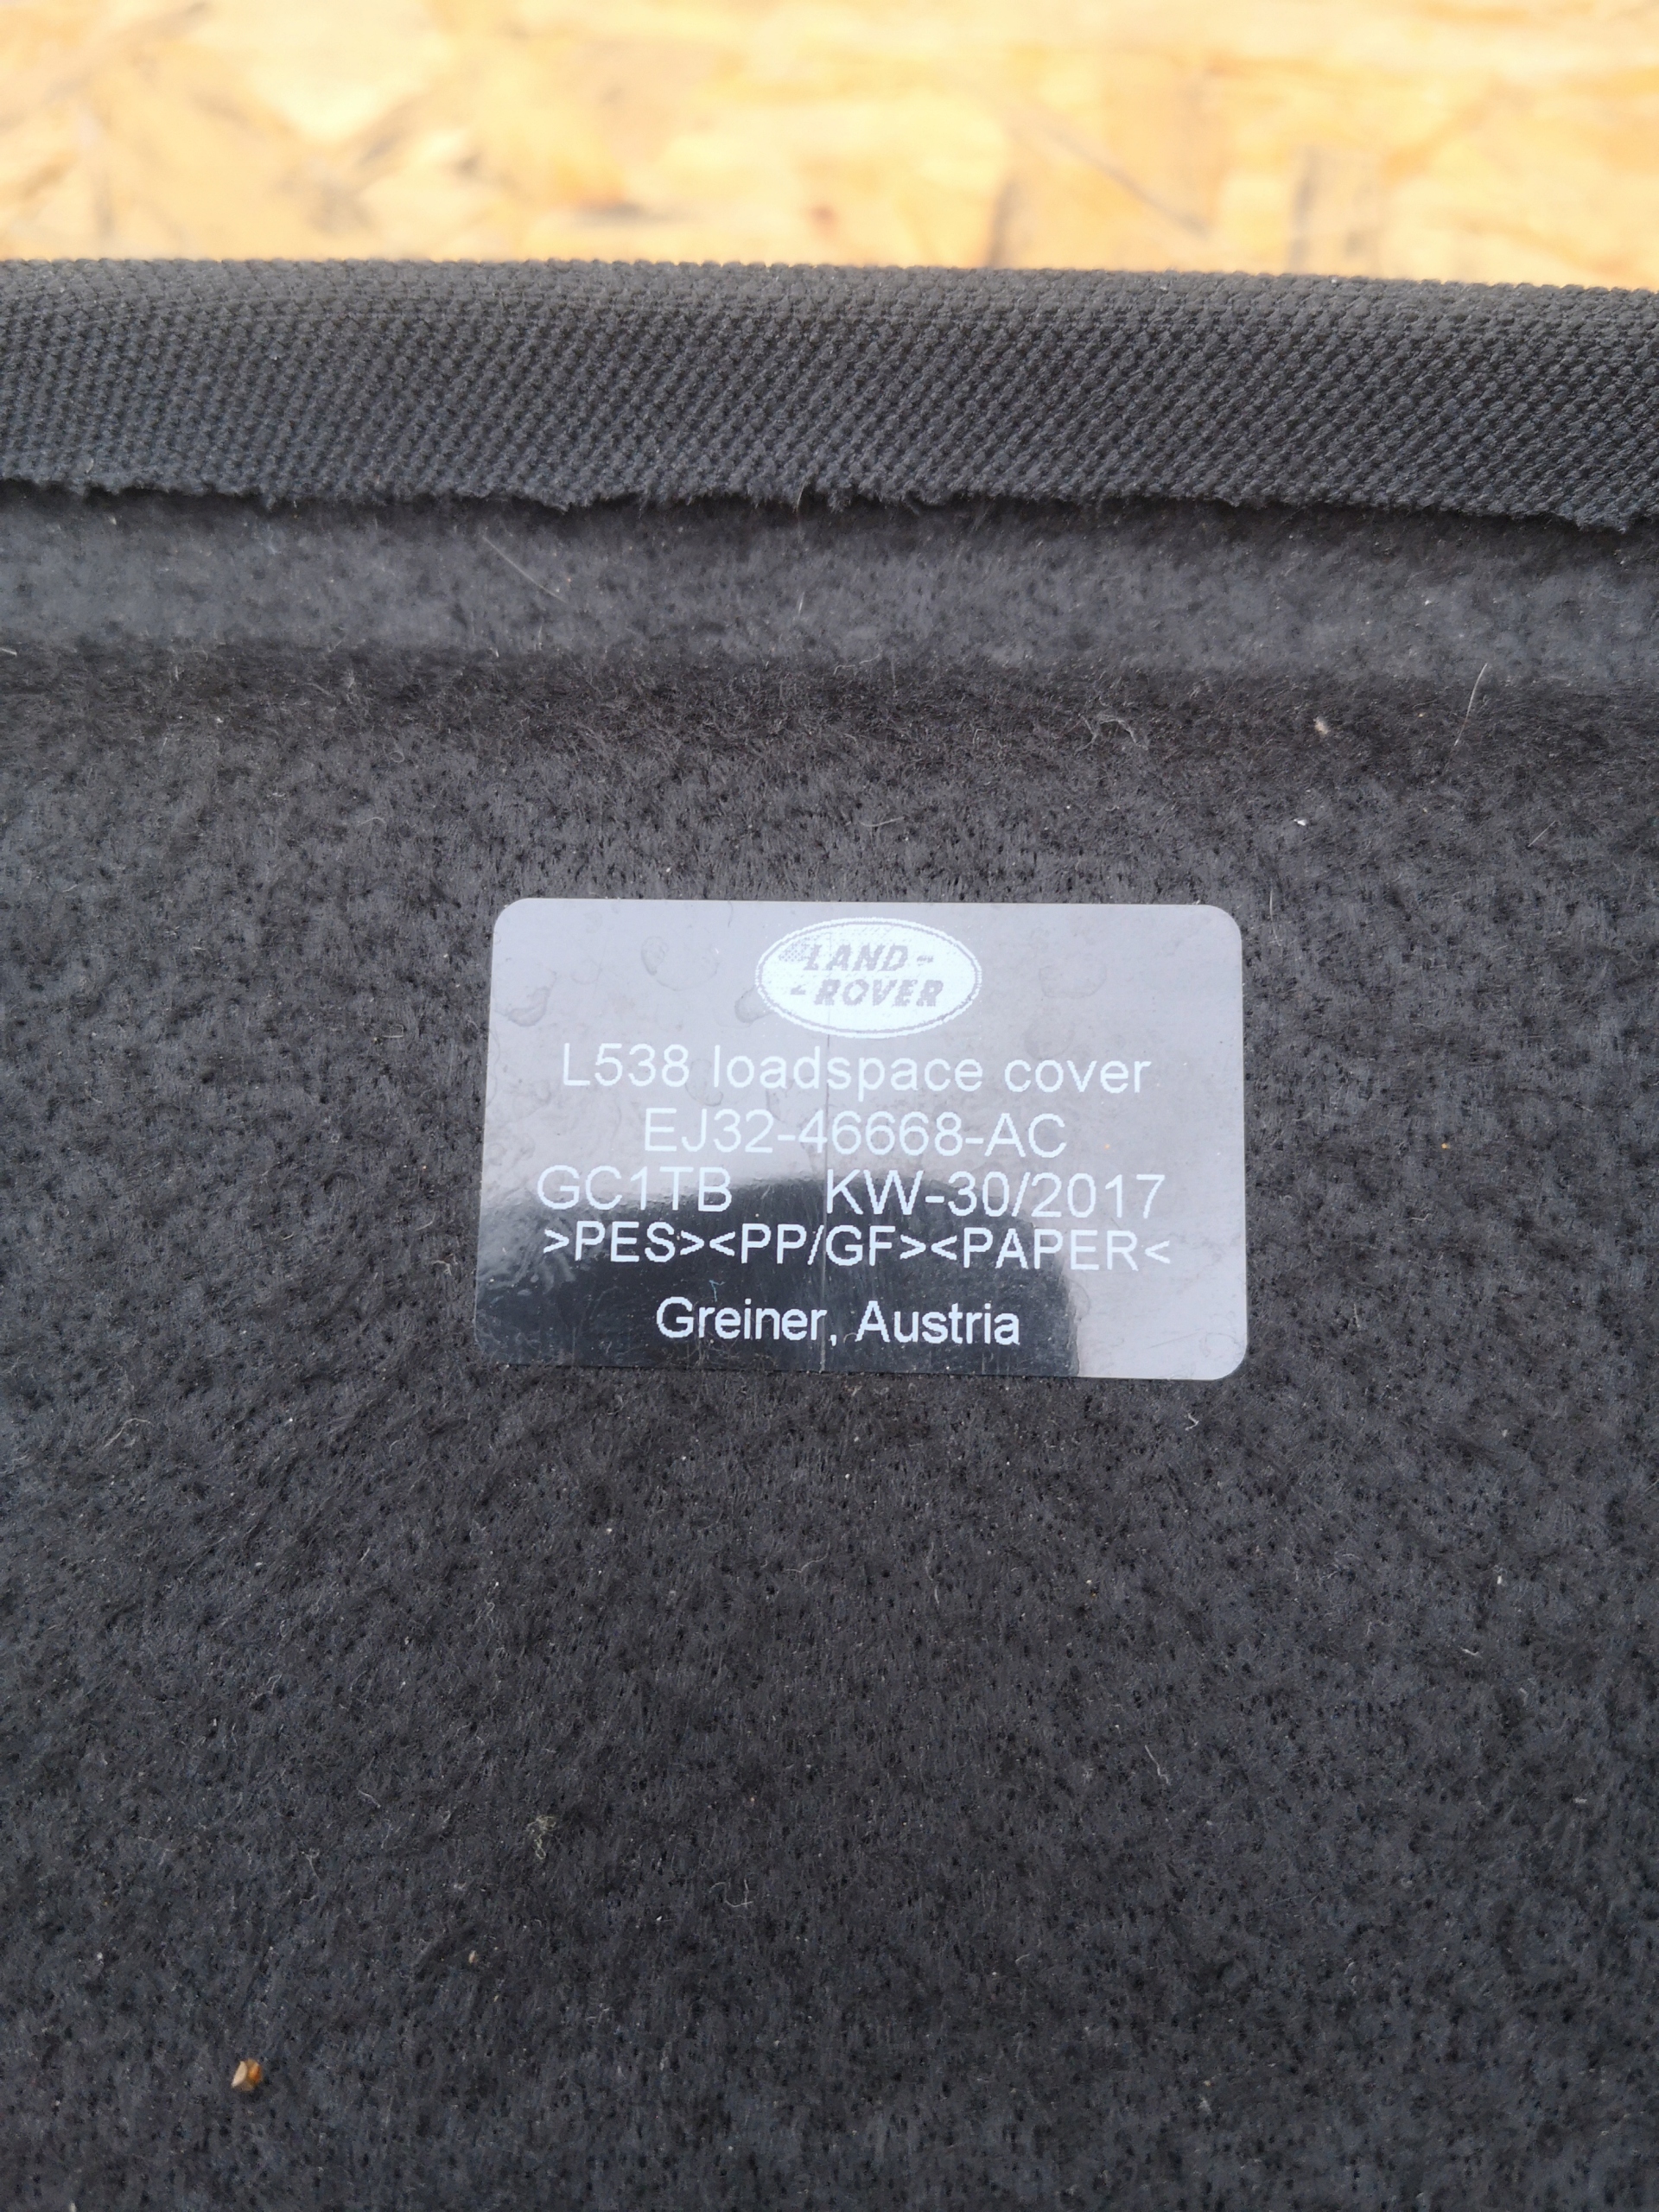 LAND-
-ROVER
L538 loadspace cover
EJ32-46668-AC
GC1TB KW-30/2017
>PES><PP/GF><PAPER<
Greiner, Austria